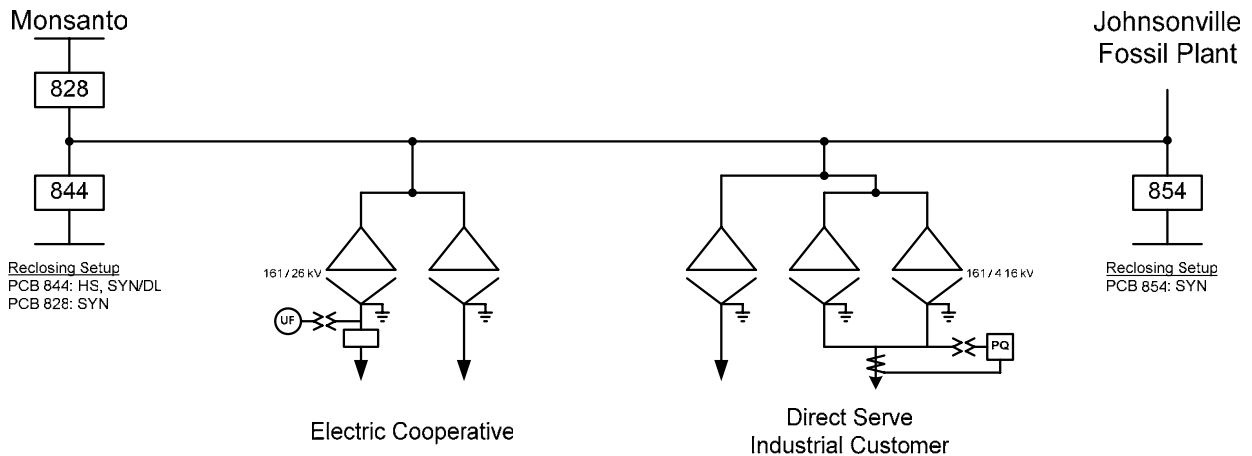 Monsanto
828
844
Reclosing Setup
PCB 844: HS, SYN/DL
PCB 828: SYN
161 / 26 kV
UF
Electric Cooperative
161 / 4 16 kV
PQ
Direct Serve
Industrial Customer
Johnsonville
Fossil Plant
854
Reclosing Setup
PCB 854: SYN